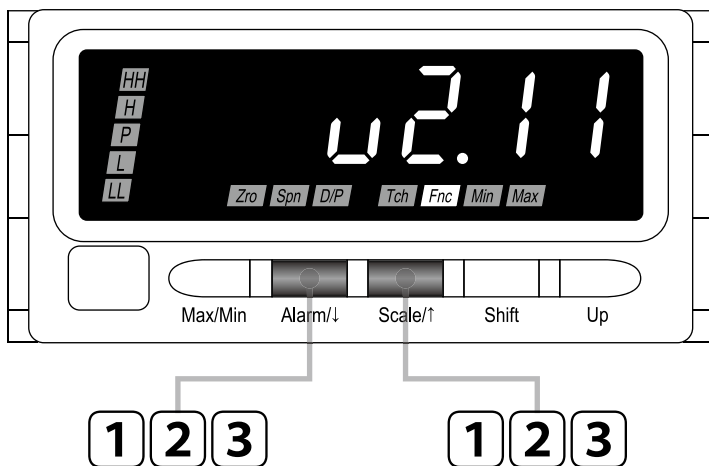 HH
H
P
L
LL
u2.11
Zro Spn D/P Tch Fnc Min Max
Max/Min Alarm/↓ Scale/↑ Shift Up
1 2 3 1 2 3